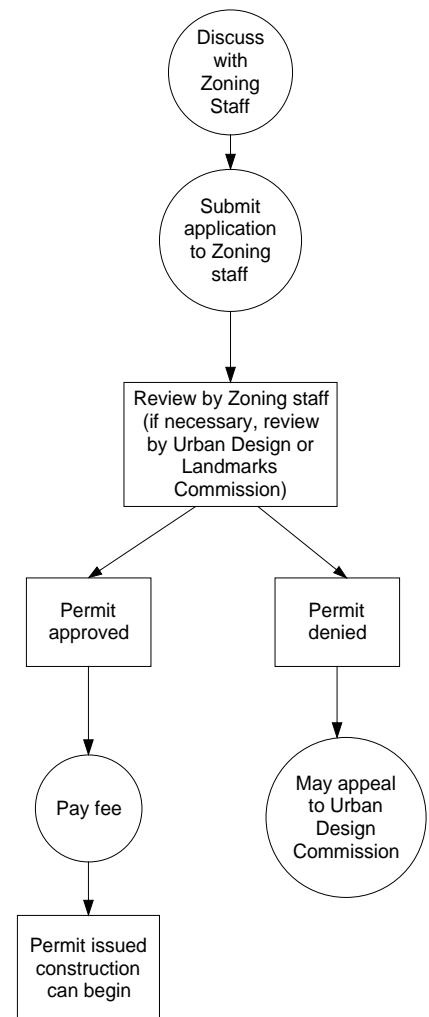 Discuss
with
Zoning
Staff
Submit
application
to Zoning
staff
Review by Zoning staff
(if necessary, review
by Urban Design or
Landmarks
Commission)
Permit
approved
Permit
denied
Pay fee
May appeal
to Urban
Design
Commission
Permit issued
construction
can begin